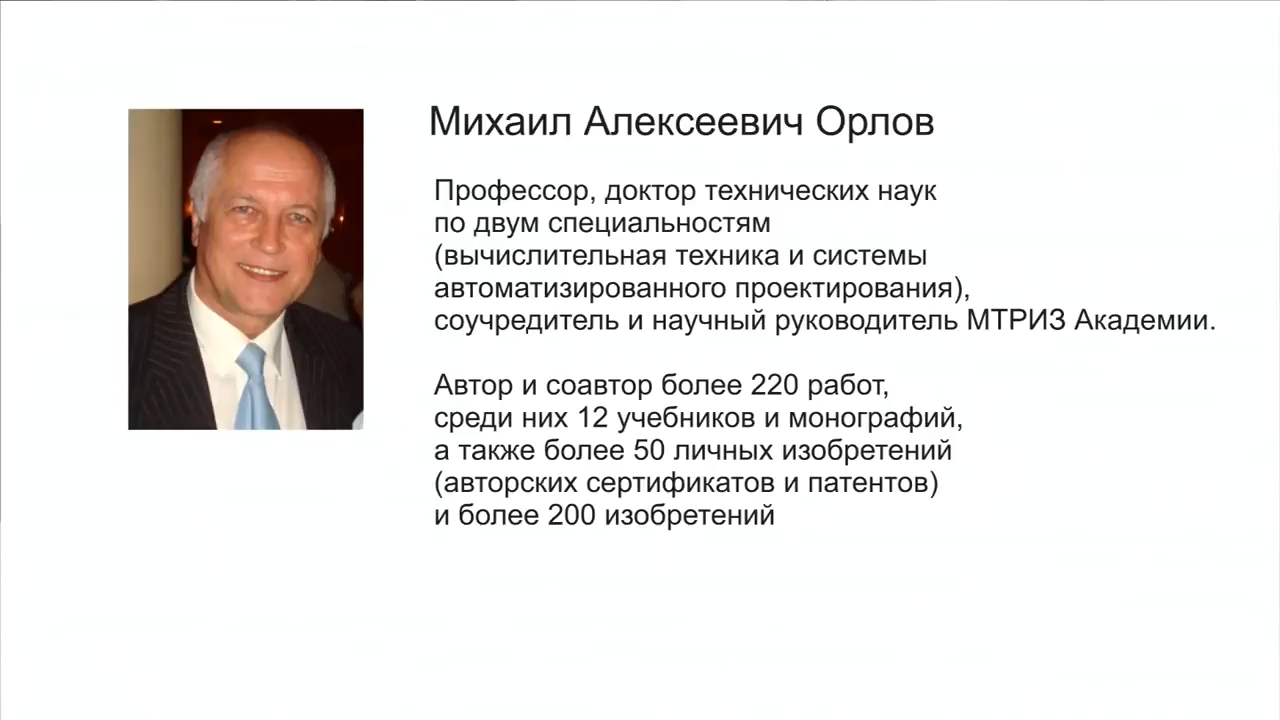 Михаил Алексеевич Орлов
Профессор, доктор технических наук
по двум специальностям
(вычислительная техника и системы
автоматизированного проектирования),
соучредитель и научный руководитель МТРИЗ Академии.
Автор и соавтор более 220 работ,
среди них 12 учебников и монографий,
а также более 50 личных изобретений
(авторских сертификатов и патентов)
и более 200 изобретений